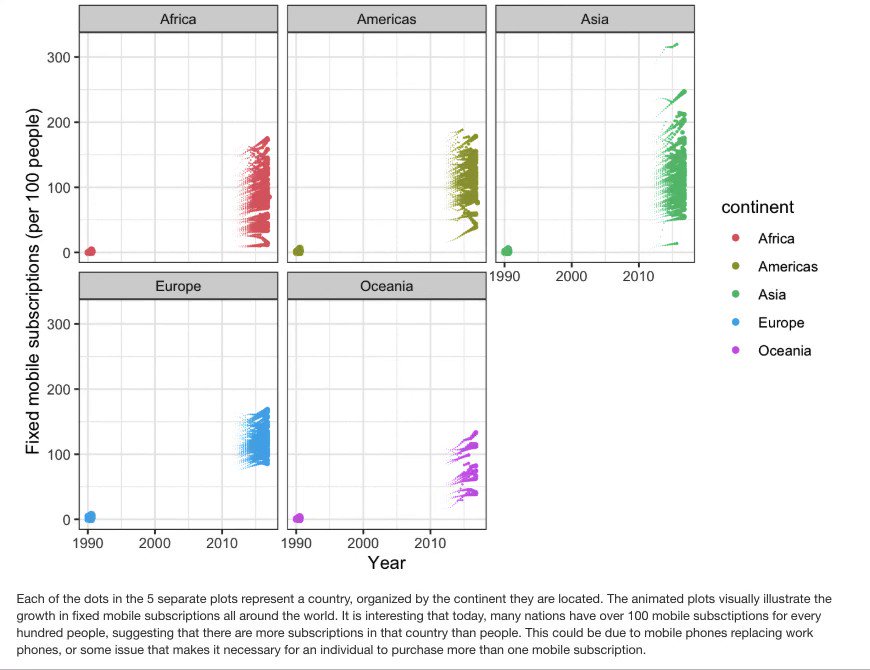 Africa
Americas
Asia
Fixed mobile subscriptions (per 100 people)
300
200
100
0
1990
2000
2010
continent
Africa
Americas
Asia
Europe
Oceania
Europe
Oceania
300
200
100
0
1990
2000
2010
1990
2000
2010
Year
Each of the dots in the 5 separate plots represent a country, organized by the continent they are located. The animated plots visually illustrate the
growth in fixed mobile subscriptions all around the world. It is interesting that today, many nations have over 100 mobile subsctiptions for every
hundred people, suggesting that there are more subscriptions in that country than people. This could be due to mobile phones replacing work
phones, or some issue that makes it necessary for an individual to purchase more than one mobile subscription.